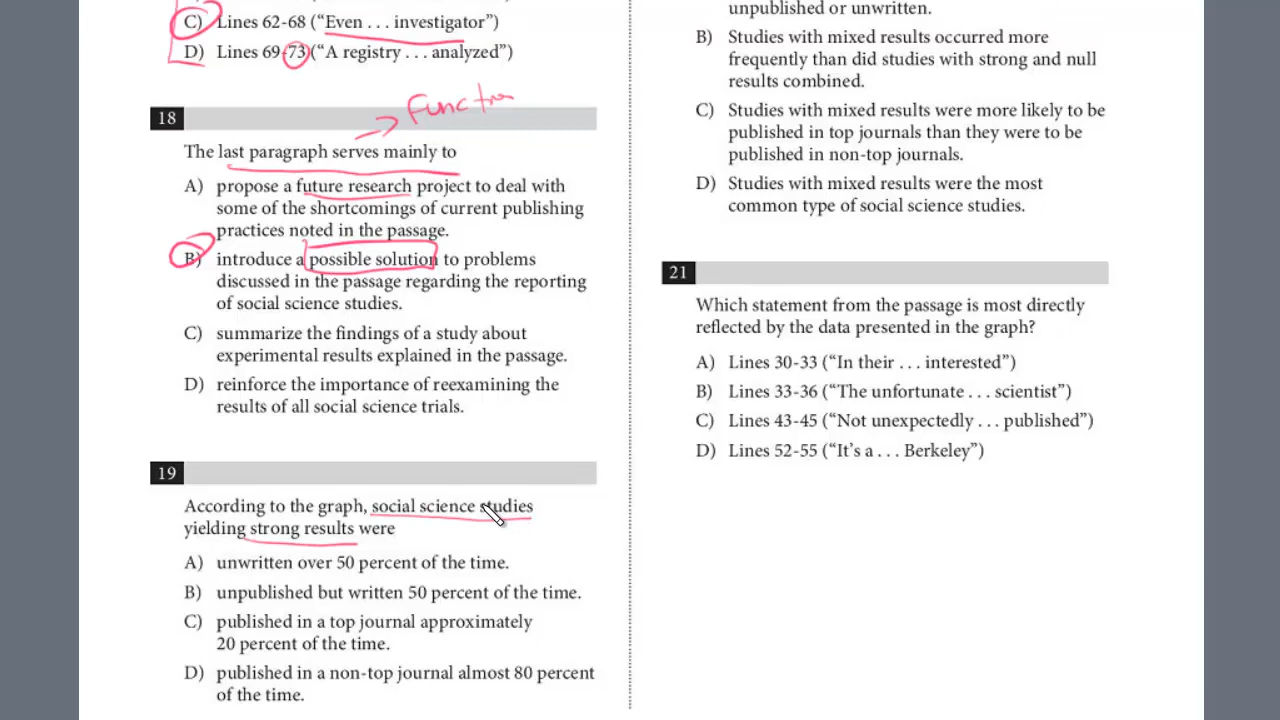 C) Lines 62-68 (“Even . . . investigator”)
D) Lines 69-73 (“A registry . . . analyzed”)
18
The last paragraph serves mainly to
A) propose a future research project to deal with
some of the shortcomings of current publishing
practices noted in the passage.
B) introduce a possible solution to problems
discussed in the passage regarding the reporting
of social science studies.
C) summarize the findings of a study about
experimental results explained in the passage.
D) reinforce the importance of reexamining the
results of all social science trials.
19
According to the graph, social science studies
yielding strong results were
A) unwritten over 50 percent of the time.
B) unpublished but written 50 percent of the time.
C) published in a top journal approximately
20 percent of the time.
D) published in a non-top journal almost 80 percent
of the time.
unpublished or unwritten.
B) Studies with mixed results occurred more
frequently than did studies with strong and null
results combined.
C) Studies with mixed results were more likely to be
published in top journals than they were to be
published in non-top journals.
D) Studies with mixed results were the most
common type of social science studies.
21
Which statement from the passage is most directly
reflected by the data presented in the graph?
A) Lines 30-33 (“In their . . . interested”)
B) Lines 33-36 (“The unfortunate . . . scientist”)
C) Lines 43-45 (“Not unexpectedly . . . published”)
D) Lines 52-55 (“It’s a . . . Berkeley”)